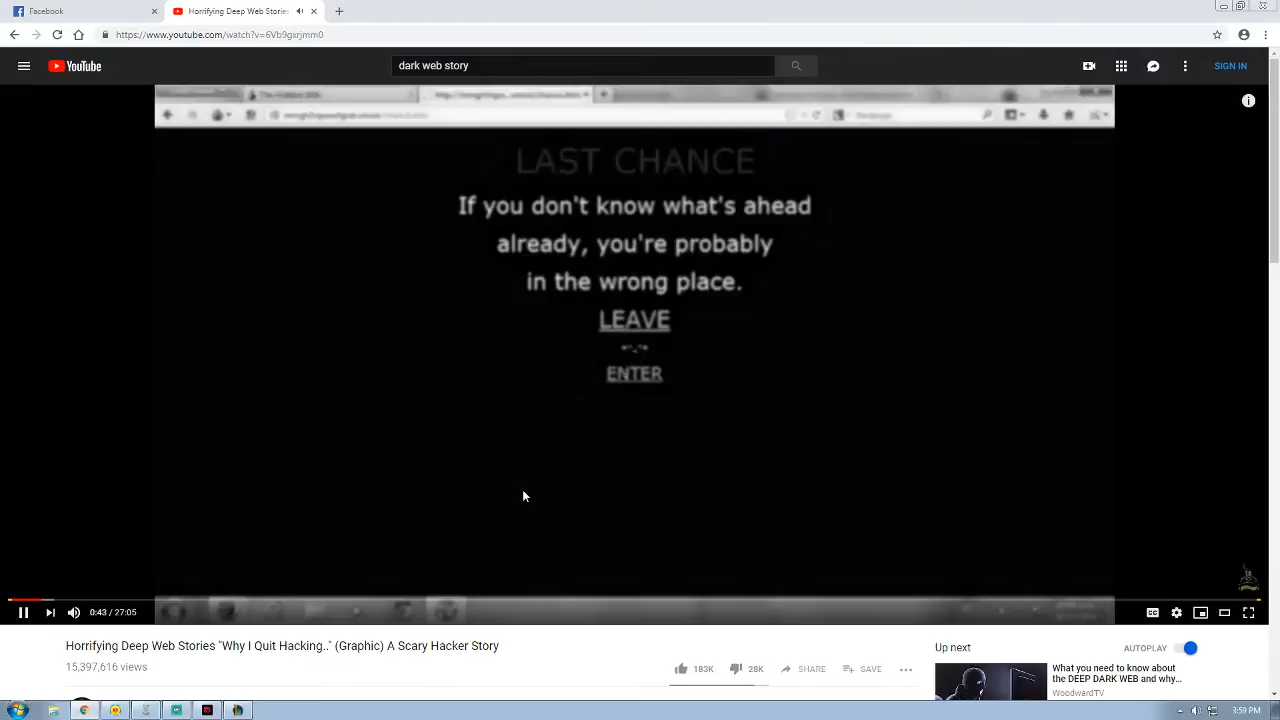 Facebook
Horrifying Deep Web Stories
https://www.youtube.com/watch?v=6Vb9gxrjmm0
YouTube
dark web story
SIGN IN
LAST CHANCE
If you don't know what's ahead
already, you're probably
in the wrong place.
LEAVE
ENTER
0:43 / 27:05
Horrifying Deep Web Stories "Why I Quit Hacking.." (Graphic) A Scary Hacker Story
15,397,616 views
183K
28K
SHARE
SAVE
Up next
AUTOPLAY
What you need to know about
the DEEP DARK WEB and why...
WoodwardTV
3:59 PM